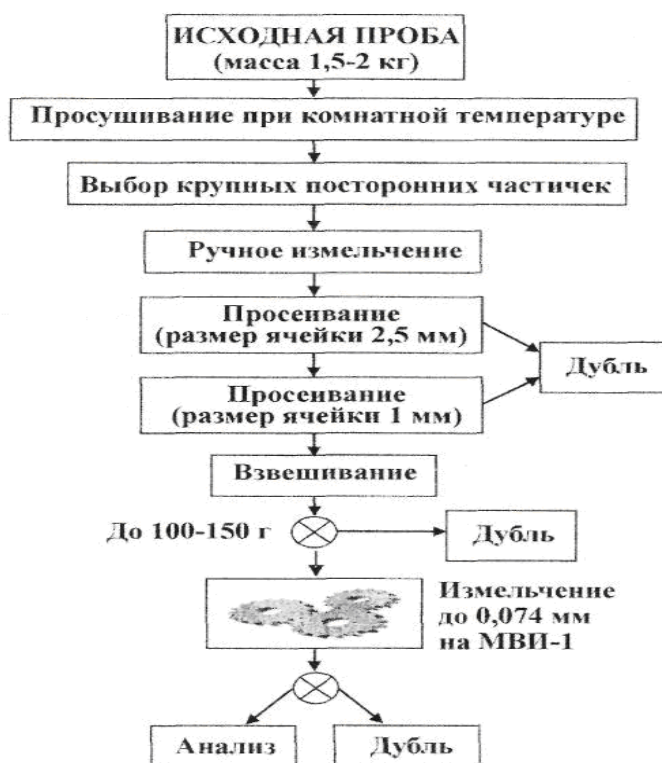 ИСХОДНАЯ ПРОБА
(масса 1,5-2 кг)
Просушивание при комнатной температуре
Выбор крупных посторонних частичек
Ручное измельчение
Просеивание
(размер ячейки 2,5 мм)
Дубль
Просеивание
(размер ячейки 1 мм)
Взвешивание
До 100-150 г
Дубль
Измельчение
до 0,074 мм
на МВИ-1
Анализ
Дубль